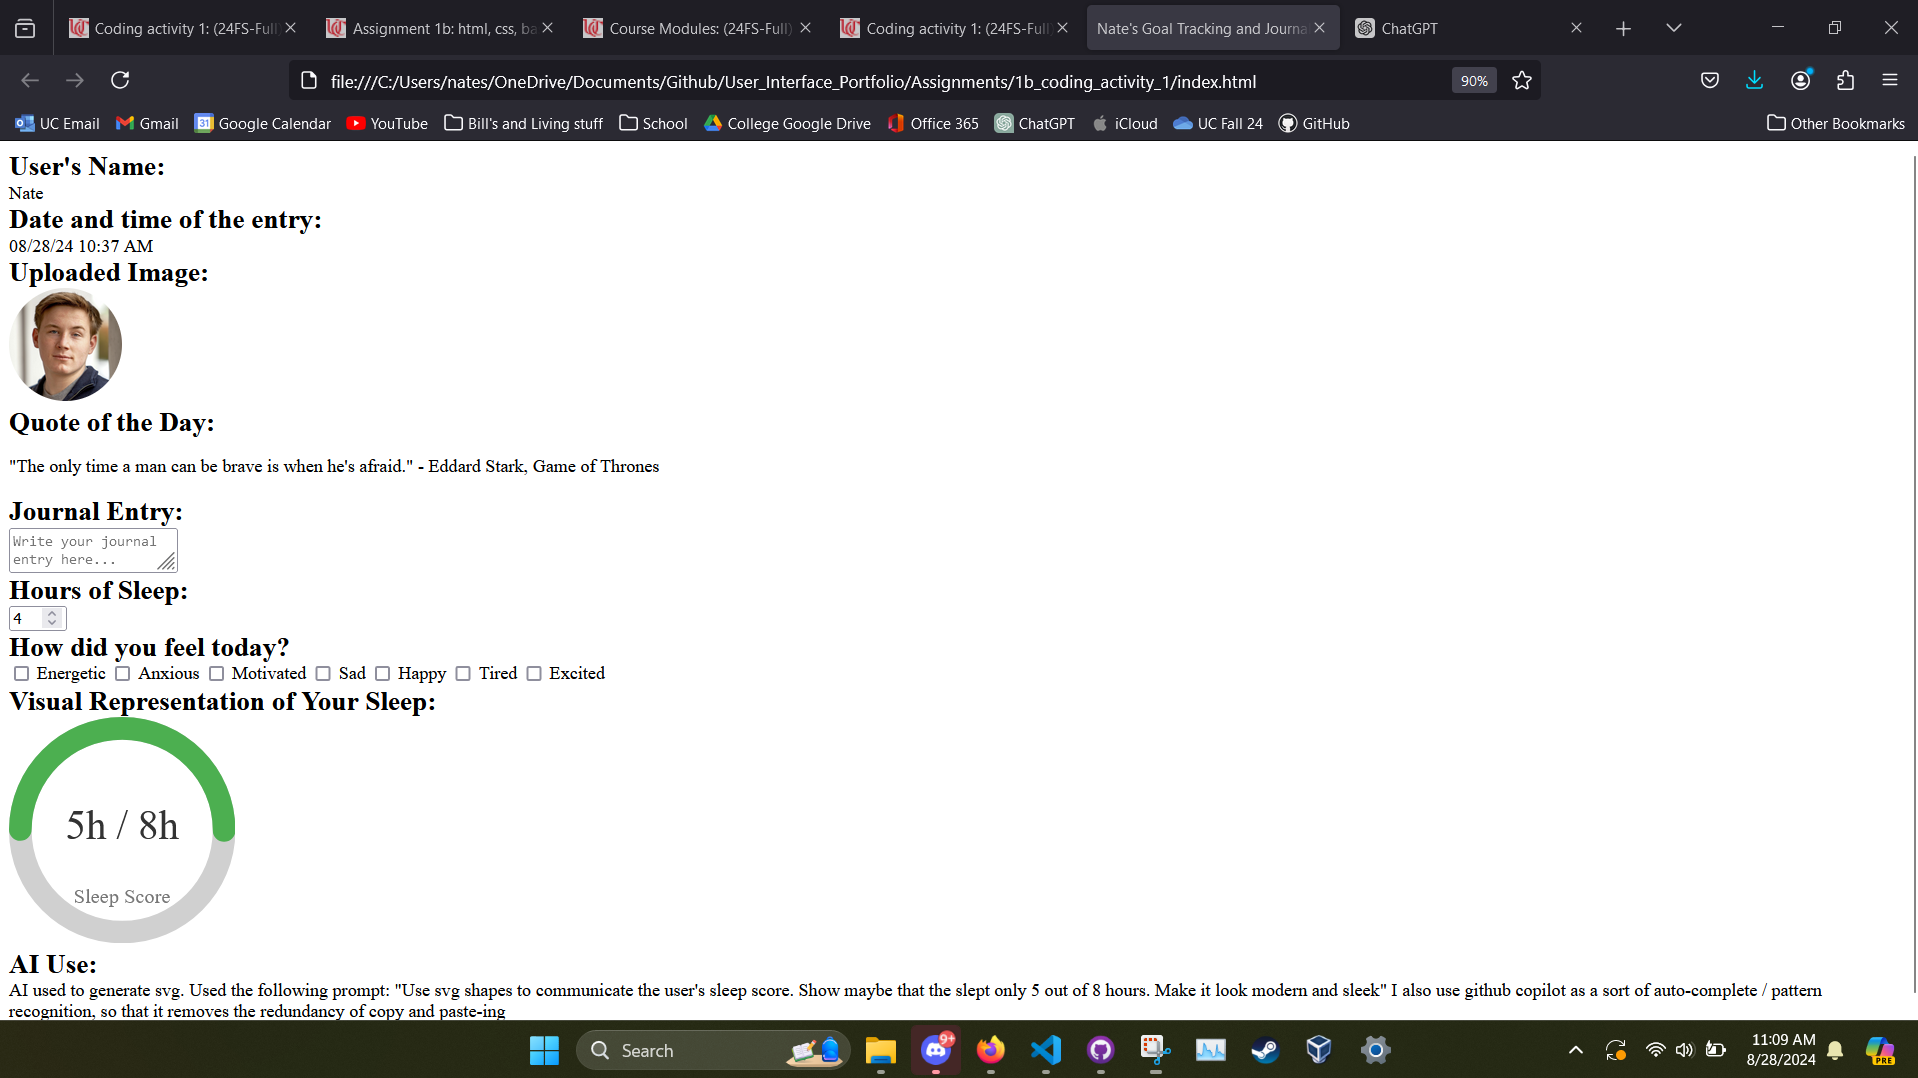 Coding activity 1: (24FS-Full)
Assignment 1b: html, css, ba
Course Modules: (24FS-Full)
Coding activity 1: (24FS-Full)
Nate's Goal Tracking and Journa
ChatGPT
file:///C:/Users/nates/OneDrive/Documents/Github/User_Interface_Portfolio/Assignments/1b_coding_activity_1/index.html
90%
UC Email
Gmail
31
Google Calendar
YouTube
Bill's and Living stuff
School
College Google Drive
Office 365
ChatGPT
iCloud
UC Fall 24
GitHub
Other Bookmarks
User's Name:
Nate
Date and time of the entry:
08/28/24 10:37 AM
Uploaded Image:
Quote of the Day:
"The only time a man can be brave is when he's afraid." - Eddard Stark, Game of Thrones
Journal Entry:
Write your journal
entry here...
Hours of Sleep:
4
How did you feel today?
Energetic Anxious Motivated Sad Happy Tired Excited
Visual Representation of Your Sleep:
5h / 8h
Sleep Score
AI Use:
AI used to generate svg. Used the following prompt: "Use svg shapes to communicate the user's sleep score. Show maybe that the slept only 5 out of 8 hours. Make it look modern and sleek" I also use github copilot as a sort of auto-complete / pattern
recognition, so that it removes the redundancy of copy and paste-ing
Search
9+
11:09 AM
8/28/2024
PRE